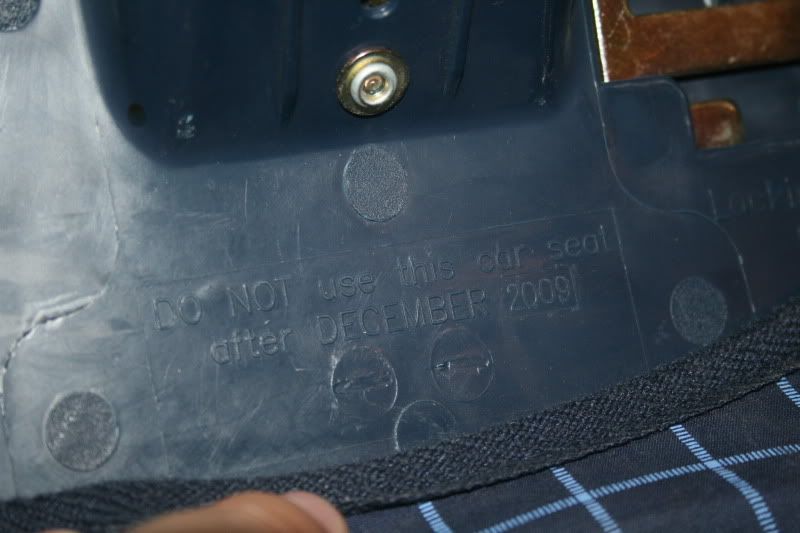 DO NOT use this car seat
after DECEMBER 2009